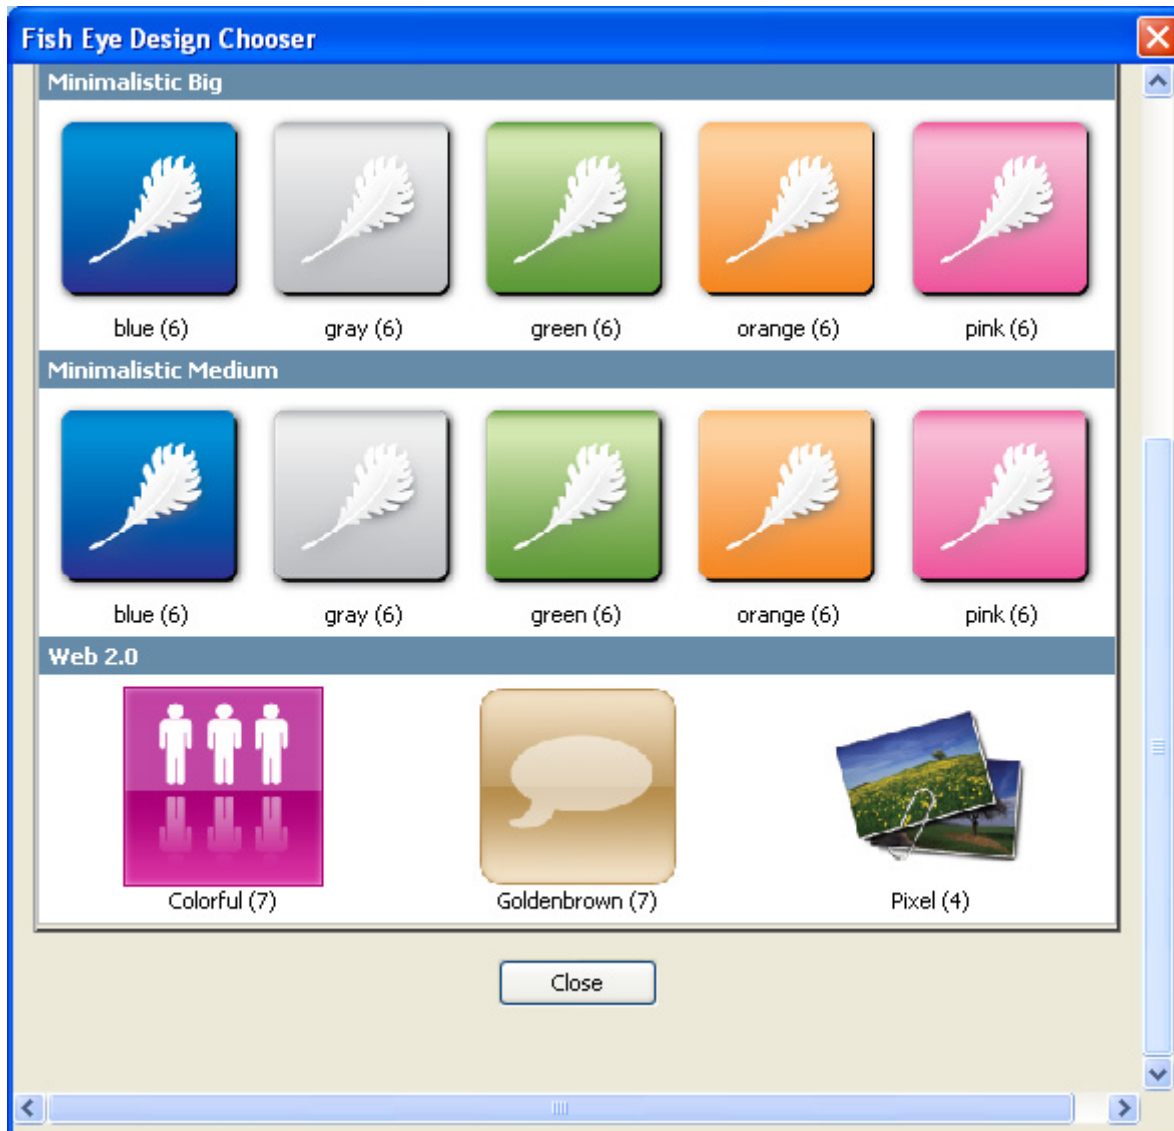 Fish Eye Design Chooser
Minimalistic Big
blue (6) gray (6) green (6) orange (6) pink (6)
Minimalistic Medium
blue (6) gray (6) green (6) orange (6) pink (6)
Web 2.0
Colorful (7) Goldenbrown (7) Pixel (4)
Close